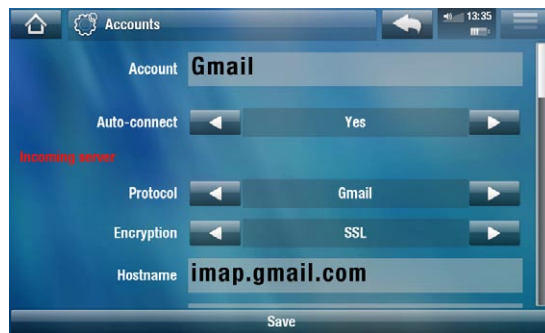 Accounts
13:35
Account Gmail
Auto-connect Yes
Incoming server
Protocol Gmail
Encryption SSL
Hostname imap.gmail.com
Save